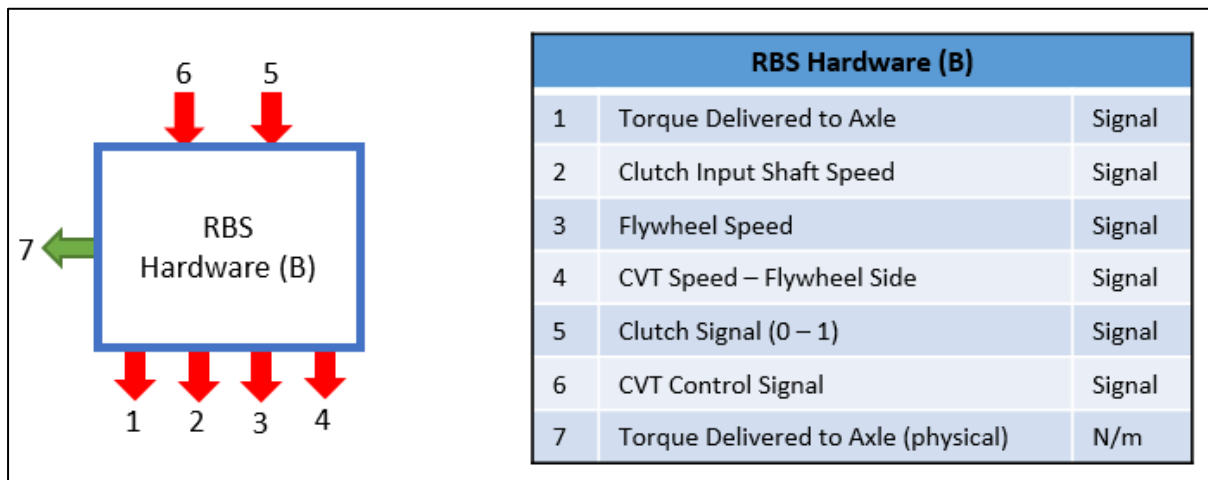 6 5
RBS
Hardware (B)
7
1 2 3 4
RBS Hardware (B)
1 Torque Delivered to Axle Signal
2 Clutch Input Shaft Speed Signal
3 Flywheel Speed Signal
4 CVT Speed – Flywheel Side Signal
5 Clutch Signal (0 – 1) Signal
6 CVT Control Signal Signal
7 Torque Delivered to Axle (physical) N/m